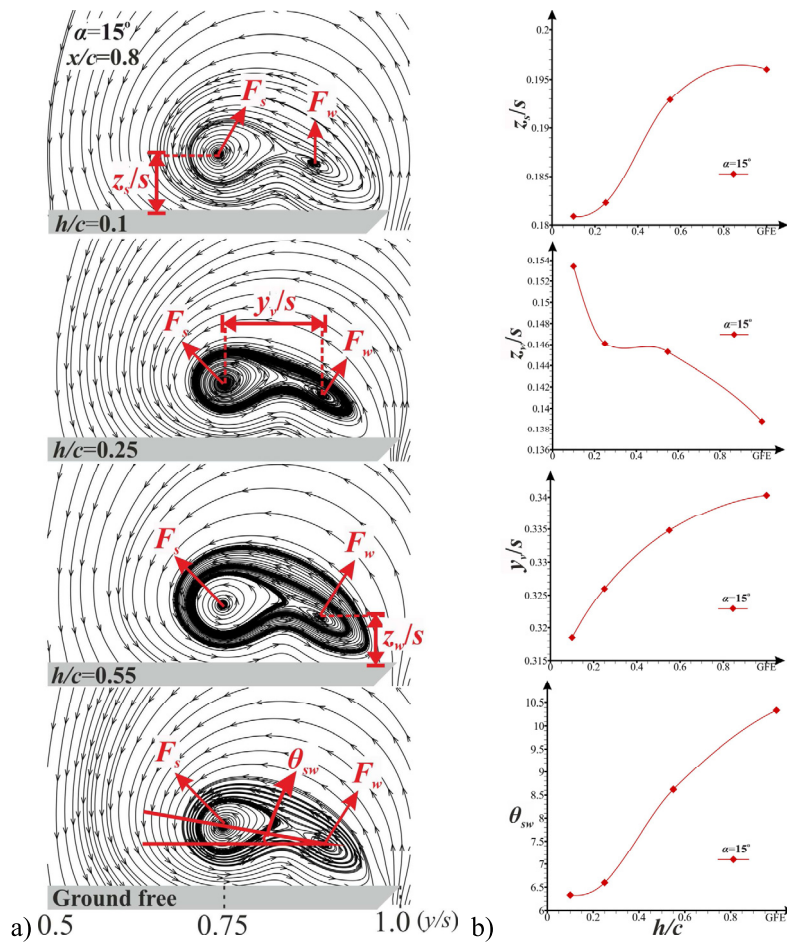 α=15°
x/c=0.8
F_s
F_w
z_s/s
h/c=0.1
y_v/s
F_s
F_w
h/c=0.25
F_s
F_w
z_w/s
h/c=0.55
F_s
θ_sw
F_w
Ground free
a) 0.5 0.75 1.0 (y/s)
b)
0.2
0.195
0.19
0.185
0.18
z_s/s
α=15°
0 0.2 0.4 0.6 0.8 GFE
0.154
0.152
0.15
0.148
0.146
0.144
0.142
0.14
0.138
0.136
z_v/s
α=15°
0 0.2 0.4 0.6 0.8 GFE
0.34
0.335
0.33
0.325
0.32
0.315
y_v/s
α=15°
0 0.2 0.4 0.6 0.8 GFE
10.5
10
9.5
9
8.5
8
7.5
7
6.5
6
θ_sw
α=15°
0 0.2 0.4 0.6 0.8 GFE
h/c